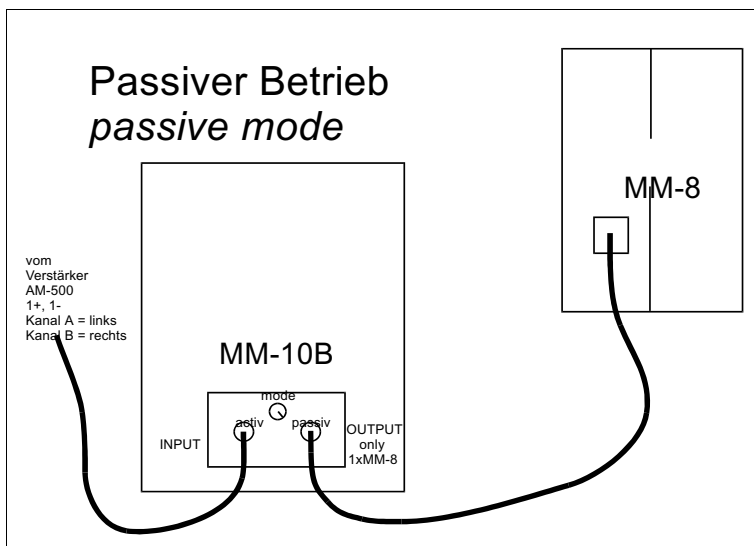 Passiver Betrieb
passive mode
MM-8
vom
Verstärker
AM-500
1+, 1-
Kanal A = links
Kanal B = rechts
MM-10B
mode
activ passiv
INPUT
OUTPUT
only
1xMM-8